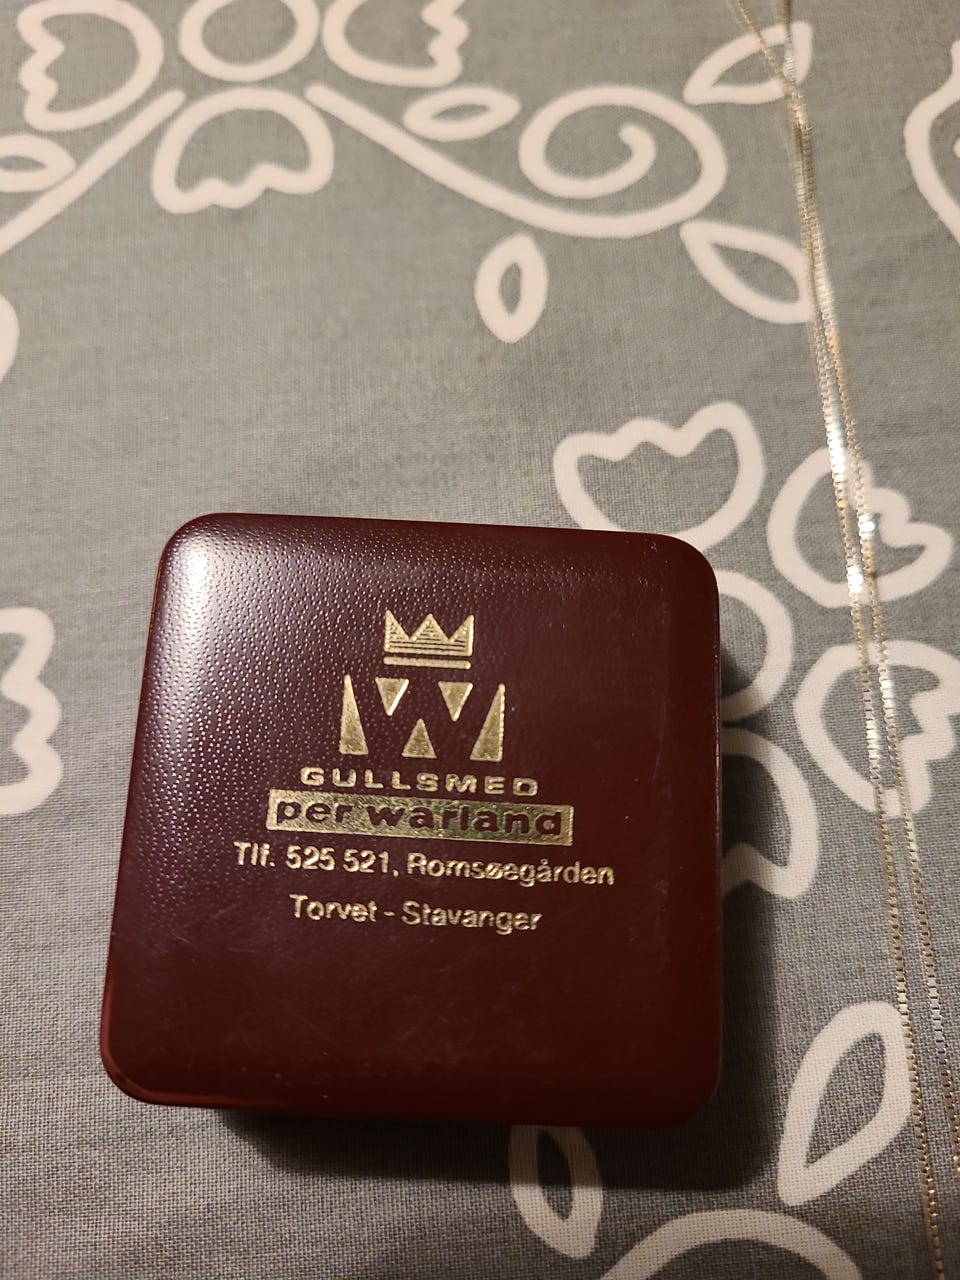 GULLSMED
per warland
Tlf. 525 521, Romsøegården
Torvet - Stavanger